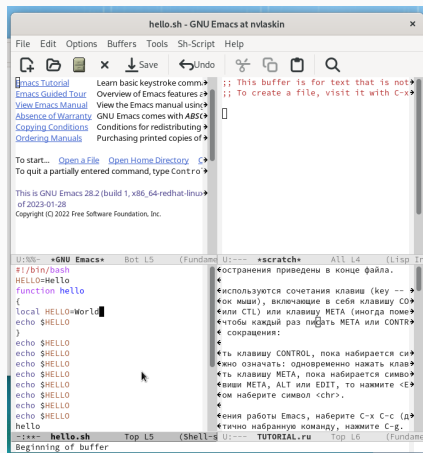 hello.sh - GNU Emacs at nvlaskin
File Edit Options Buffers Tools Sh-Script Help
Save Undo
Emacs Tutorial Learn basic keystroke comm
Emacs Guided Tour Overview of features
View Emacs Manual View the Emacs manual using
Absence of Warranty GNU Emacs comes with ABSC
Copying Conditions Conditions for redistributing
Ordering Manuals Purchasing printed copies of
To start... Open a File Open Home Directory
To quit a partially entered command, type Contro
This is GNU Emacs 28.2 (build 1, x86_64-redhat-linux
of 2023-01-28
Copyright (C) 2022 Free Software Foundation, Inc.
U:%%- *GNU Emacs* Bot L5 (Fundame
;; This buffer is for text that is not
;; To create a file, visit it with C-x
U:--- *scratch* All L4 (Lisp In
#!/bin/bash
HELLO=Hello
function hello
{
local HELLO=World
echo $HELLO
}
echo $HELLO
echo $HELLO
echo $HELLO
echo $HELLO
echo $HELLO
echo $HELLO
echo $HELLO
hello
-:**- hello.sh Top L5 (Shell-s
остранения приведены в конце файла.
используются сочетания клавиш (key --
ок мыши), включающие в себя клавишу CO
или CTL) или клавишу META (иногда поме
чтобы каждый раз писать META или CONTR
сокращения:
ть клавишу CONTROL, пока набирается си
жно означать: одновременно нажать клав
ть клавишу META, пока набирается симво
виши META, ALT или EDIT, то нажмите <E
ом наберите символ <chr>.
ения работы Emacs, наберите C-x C-c (д
тично набранную команду, нажмите C-g.
U:--- TUTORIAL.ru Top L6 (Fundame
Beginning of buffer